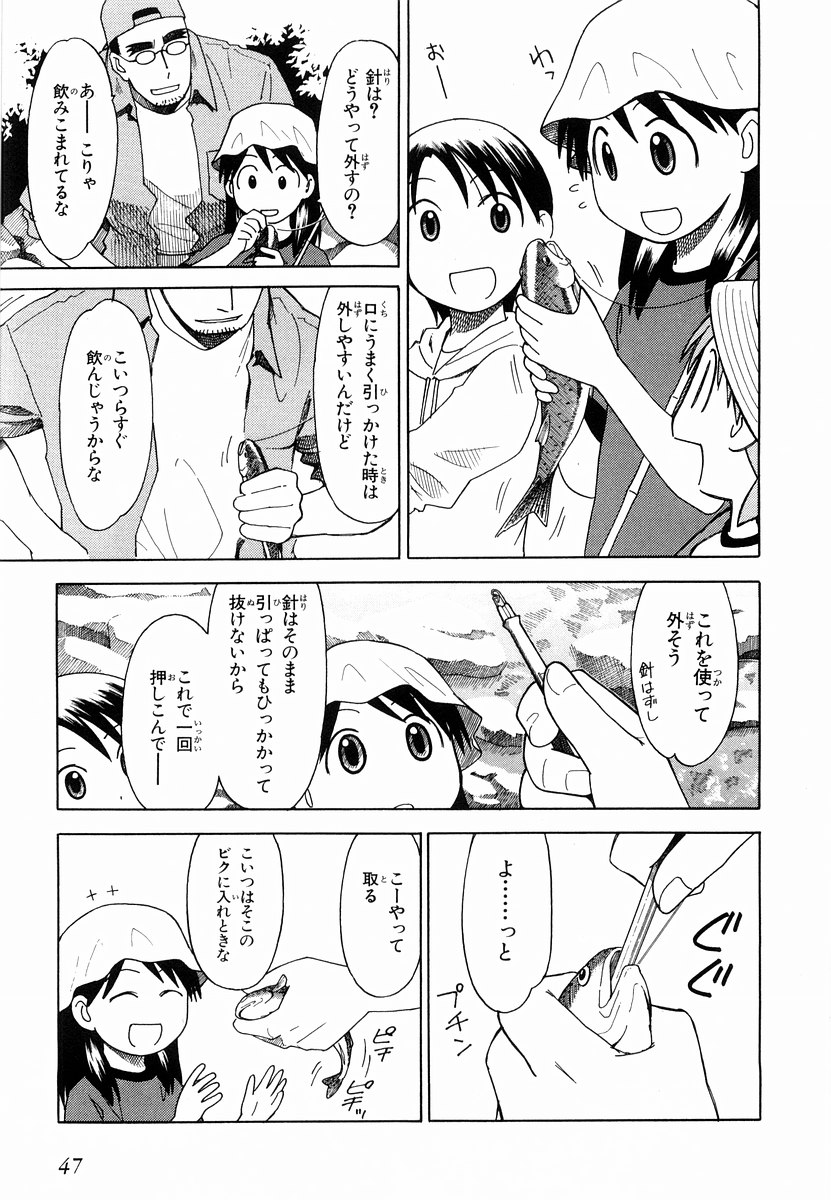 わっ
おーー
針は？
どうやって外すの？
あーー こりゃ
飲みこまれてるな
口にうまく引っかけた時は
外しやすいんだけど
こいつらすぐ
飲んじゃうからな
これを使って
外そう
針はずし
針はそのまま
引っぱってもひっかかって
抜けないから
これで一回
押しこんでーー
よ………っと
ぐぐ
プチン
こーやって
取る
こいつはそこの
ビクに入れときな
ピチ
ピチッ
47